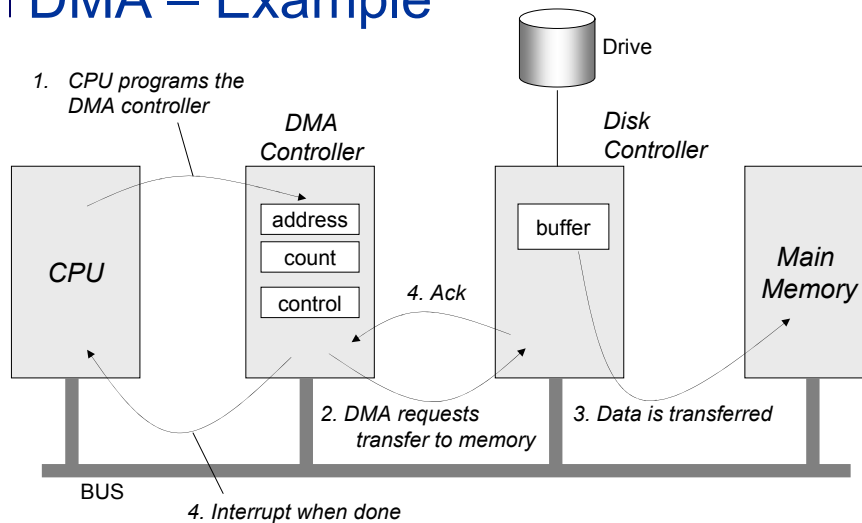 DMA – Example
Drive
1. CPU programs the
DMA controller
DMA
Controller
Disk
Controller
address
count
control
buffer
CPU
Main
Memory
4. Ack
2. DMA requests
transfer to memory
3. Data is transferred
BUS
4. Interrupt when done